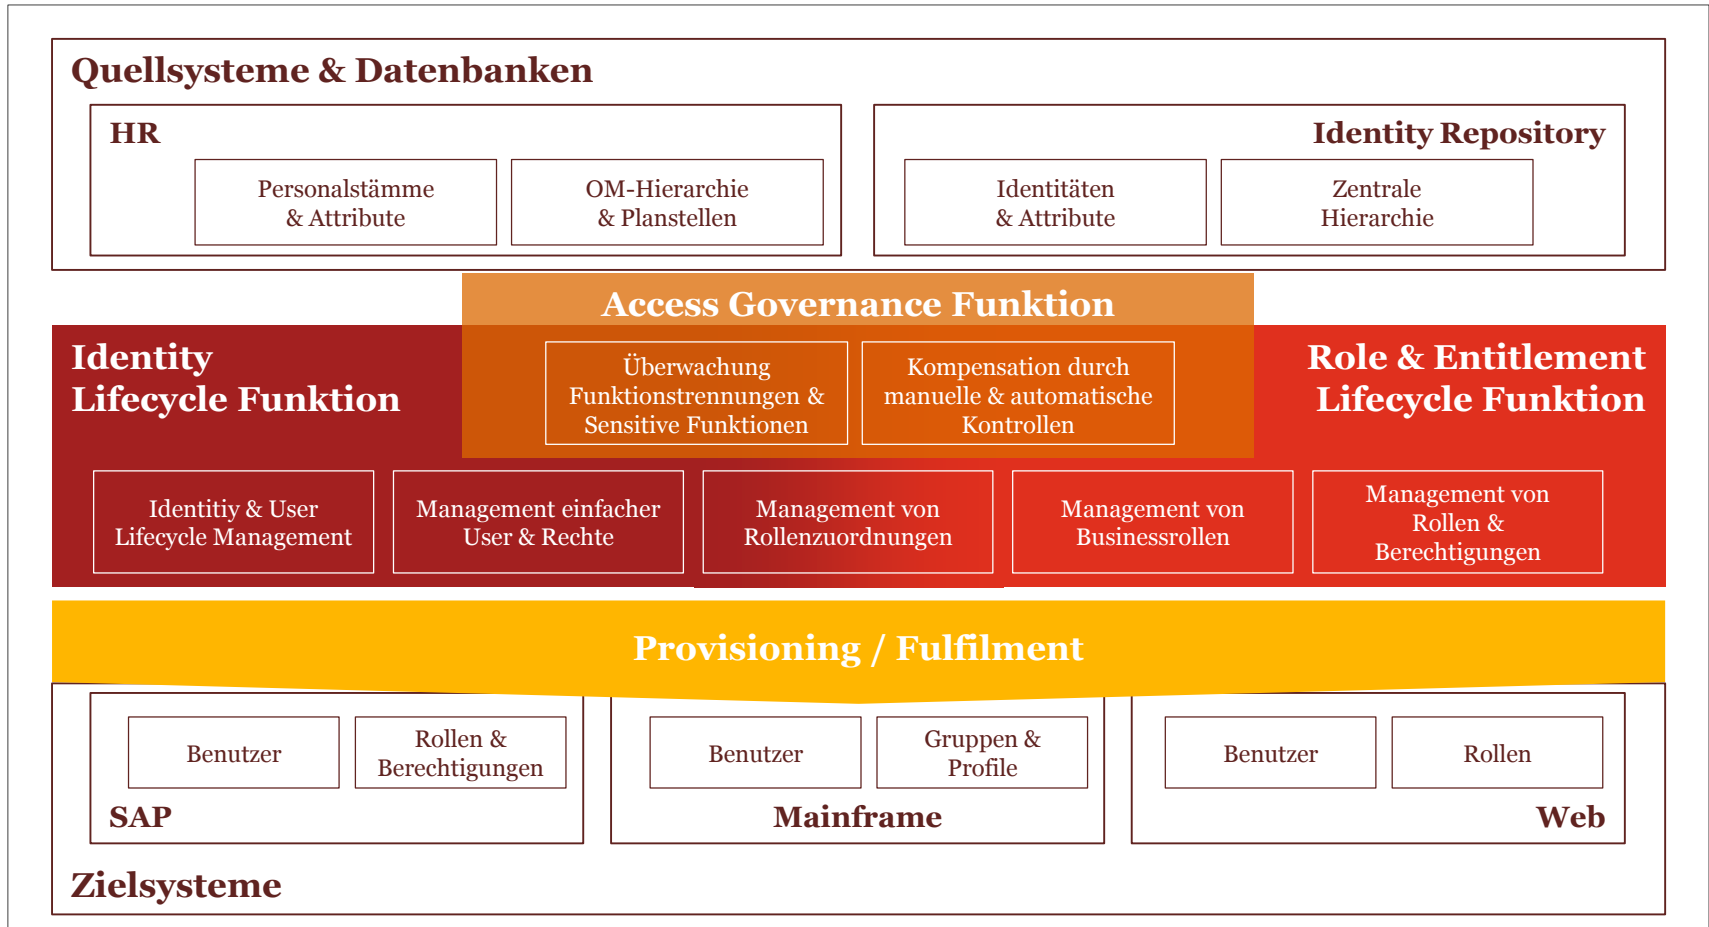 Quellsysteme & Datenbanken
HR
Personalstämme
& Attribute
OM-Hierarchie
& Planstellen
Identity Repository
Identitäten
& Attribute
Zentrale
Hierarchie
Access Governance Funktion
Überwachung
Funktionstrennungen &
Sensitive Funktionen
Kompensation durch
manuelle & automatische
Kontrollen
Identity
Lifecycle Funktion
Role & Entitlement
Lifecycle Funktion
Identitiy & User
Lifecycle Management
Management einfacher
User & Rechte
Management von
Rollenzuordnungen
Management von
Businessrollen
Management von
Rollen &
Berechtigungen
Provisioning / Fulfilment
Benutzer
Rollen &
Berechtigungen
SAP
Benutzer
Gruppen &
Profile
Mainframe
Benutzer
Rollen
Web
Zielsysteme